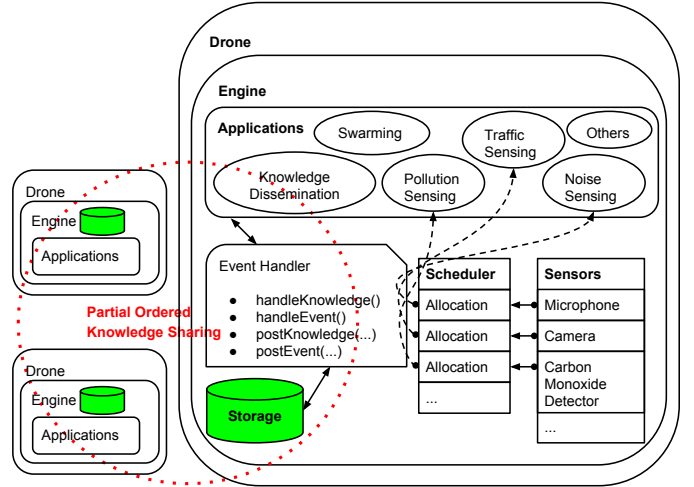 Drone
Engine
Applications
Swarming
Traffic
Sensing
Others
Knowledge
Dissemination
Pollution
Sensing
Noise
Sensing
Drone
Engine
Applications
Event Handler
● handleKnowledge()
● handleEvent()
● postKnowledge(...)
● postEvent(...)
Scheduler
Allocation
Allocation
Allocation
...
Sensors
Microphone
Camera
Carbon
Monoxide
Detector
...
Partial Ordered
Knowledge Sharing
Storage
Drone
Engine
Applications